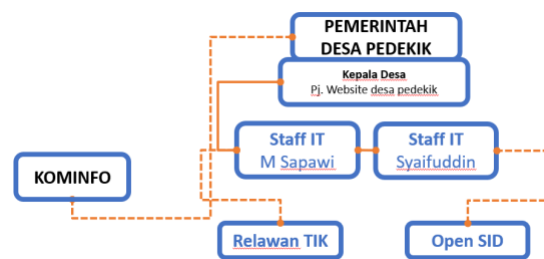 PEMERINTAH
DESA PEDEKIK
Kepala Desa
Pj. Website desa pedekik
Staff IT
M Sapawi
Staff IT
Syaifuddin
KOMINFO
Relawan TIK
Open SID